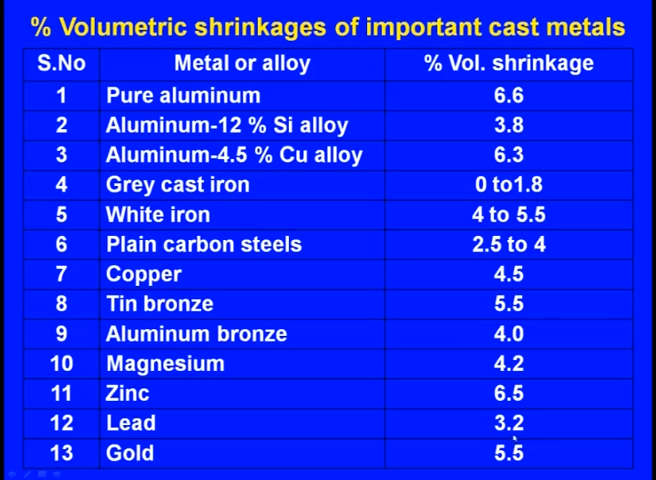 % Volumetric shrinkages of important cast metals
S.No Metal or alloy % Vol. shrinkage
1 Pure aluminum 6.6
2 Aluminum-12 % Si alloy 3.8
3 Aluminum-4.5 % Cu alloy 6.3
4 Grey cast iron 0 to1.8
5 White iron 4 to 5.5
6 Plain carbon steels 2.5 to 4
7 Copper 4.5
8 Tin bronze 5.5
9 Aluminum bronze 4.0
10 Magnesium 4.2
11 Zinc 6.5
12 Lead 3.2
13 Gold 5.5